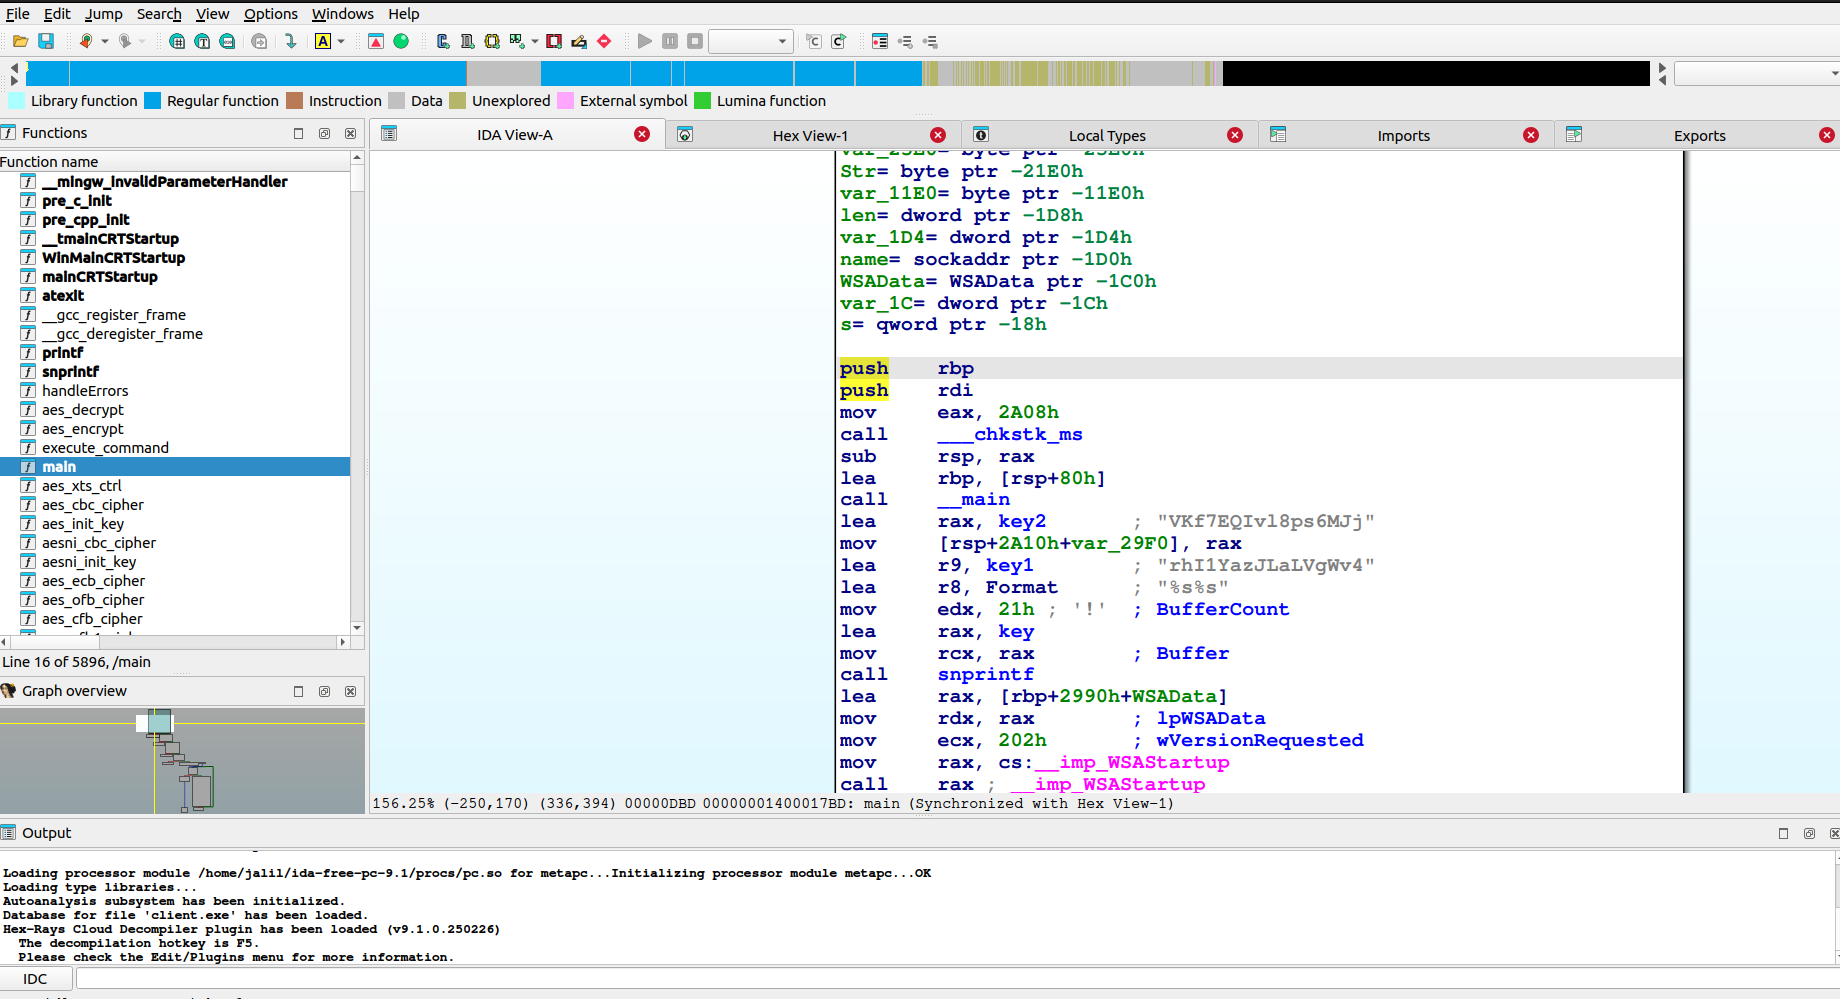 File Edit Jump Search View Options Windows Help
Library function Regular function Instruction Data Unexplored External symbol Lumina function
Functions
IDA View-A Hex View-1 Local Types Imports Exports
Function name
__mingw_invalidParameterHandler
pre_c_init
pre_cpp_init
__tmainCRTStartup
WinMainCRTStartup
mainCRTStartup
atexit
__gcc_register_frame
__gcc_deregister_frame
printf
snprintf
handleErrors
aes_decrypt
aes_encrypt
execute_command
main
aes_xts_ctrl
aes_cbc_cipher
aes_init_key
aesni_cbc_cipher
aesni_init_key
aes_ecb_cipher
aes_ofb_cipher
aes_cfb_cipher
Line 16 of 5896, /main
Graph overview
Str= byte ptr -21E0h
var_11E0= byte ptr -11E0h
len= dword ptr -1D8h
var_1D4= dword ptr -1D4h
name= sockaddr ptr -1D0h
WSAData= WSAData ptr -1C0h
var_1C= dword ptr -1Ch
s= qword ptr -18h
push rbp
push rdi
mov eax, 2A08h
call ___chkstk_ms
sub rsp, rax
lea rbp, [rsp+80h]
call __main
lea rax, key2 ; "VKf7EQIvl8ps6MJj"
mov [rsp+2A10h+var_29F0], rax
lea r9, key1 ; "rhI1YazJLaLVgWv4"
lea r8, Format ; "%s%s"
mov edx, 21h ; '!' ; BufferCount
lea rax, key
mov rcx, rax ; Buffer
call snprintf
lea rax, [rbp+2990h+WSAData]
mov rdx, rax ; lpWSAData
mov ecx, 202h ; wVersionRequested
mov rax, cs:__imp_WSAStartup
call rax ; __imp_WSAStartup
156.25% (-250,170) (336,394) 00000DBD 00000001400017BD: main (Synchronized with Hex View-1)
Output
Loading processor module /home/jalil/ida-free-pc-9.1/procs/pc.so for metapc...Initializing processor module metapc...OK
Loading type libraries...
Autoanalysis subsystem has been initialized.
Database for file 'client.exe' has been loaded.
Hex-Rays Cloud Decompiler plugin has been loaded (v9.1.0.250226)
The decompilation hotkey is F5.
Please check the Edit/Plugins menu for more information.
IDC